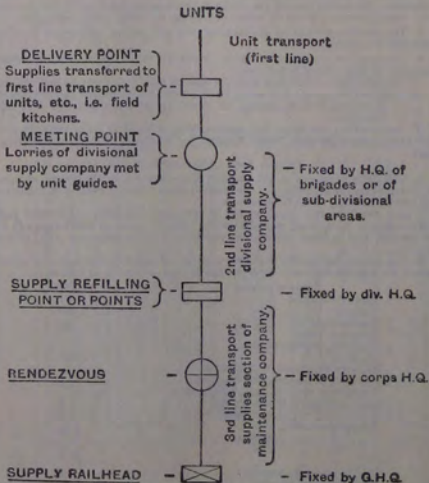 UNITS
Unit transport
(first line)
DELIVERY POINT
Supplies transferred to
first line transport of
units, etc., i.e. field
kitchens.
MEETING POINT
Lorries of divisional
supply company met
by unit guides.
2nd line transport
divisional supply
company.
– Fixed by H.Q. of
brigades or of
sub-divisional
areas.
SUPPLY REFILLING
POINT OR POINTS
– Fixed by div. H.Q.
RENDEZVOUS
3rd line transport
supplies section of
maintenance company,
– Fixed by corps H.Q.
SUPPLY RAILHEAD
– Fixed by G.H.Q.